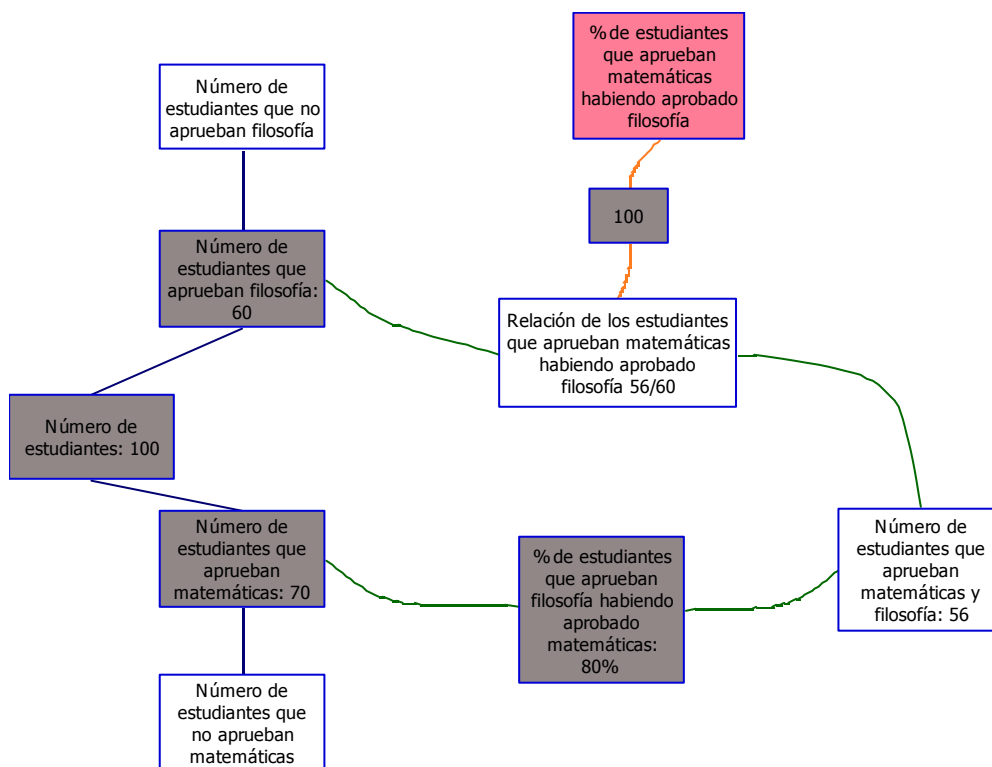 % de estudiantes
que aprueban
matemáticas
habiendo aprobado
filosofía
Número de
estudiantes que no
aprueban filosofía
100
Número de
estudiantes que
aprueban filosofía:
60
Relación de los estudiantes
que aprueban matemáticas
habiendo aprobado
filosofía 56/60
Número de
estudiantes: 100
Número de
estudiantes que
aprueban
matemáticas: 70
% de estudiantes
que aprueban
filosofía habiendo
aprobado
matemáticas:
80%
Número de
estudiantes que
aprueban
matemáticas y
filosofía: 56
Número de
estudiantes que
no aprueban
matemáticas